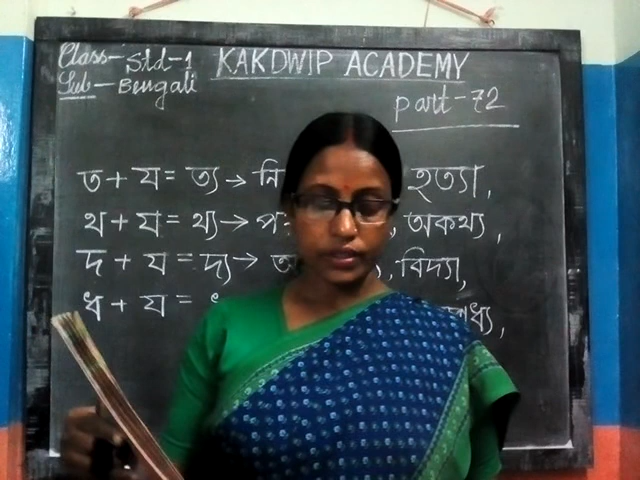 Class- Std-1 KAKDWIP ACADEMY
Sub - Bengali
part-72
ত + য = ত্য → নি হত্যা,
থ + য = থ্য → প , অকথ্য,
দ + য = দ্য → অ , বিদ্যা,
ধ + য = ধ্য,